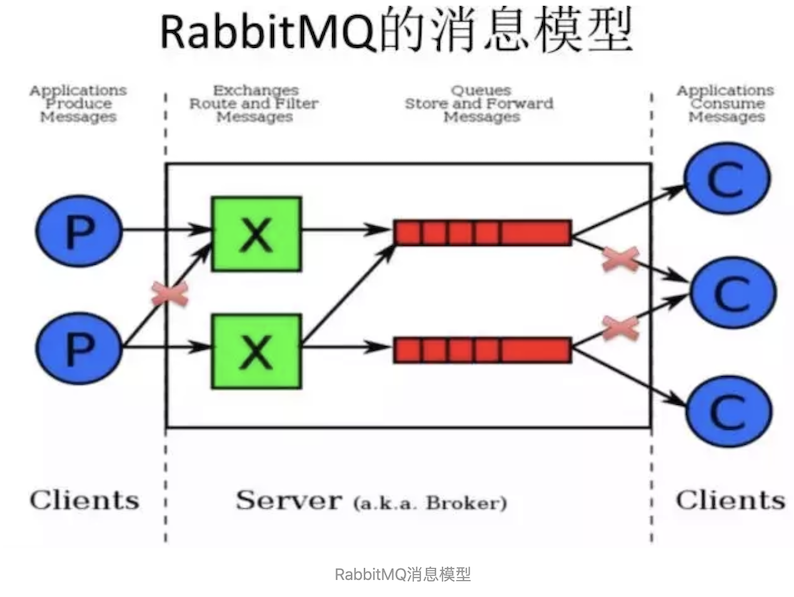 RabbitMQ的消息模型
Applications
Produce
Messages
Exchanges
Route and Filter
Messages
Queues
Store and Forward
Messages
Applications
Consume
Messages
P
X
C
P
X
C
C
Clients
Server (a.k.a. Broker)
Clients
RabbitMQ消息模型